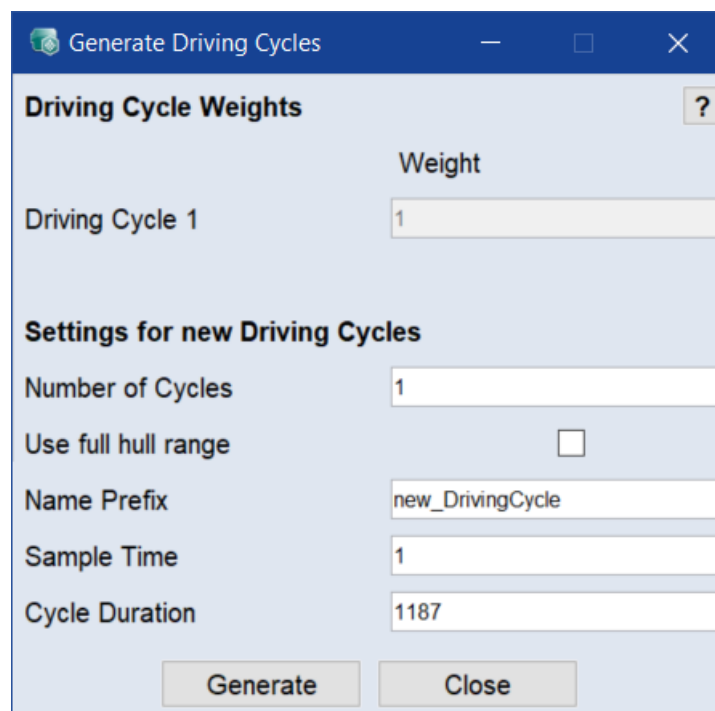 Generate Driving Cycles
Driving Cycle Weights ?
Weight
Driving Cycle 1 1
Settings for new Driving Cycles
Number of Cycles 1
Use full hull range
Name Prefix new_DrivingCycle
Sample Time 1
Cycle Duration 1187
Generate Close